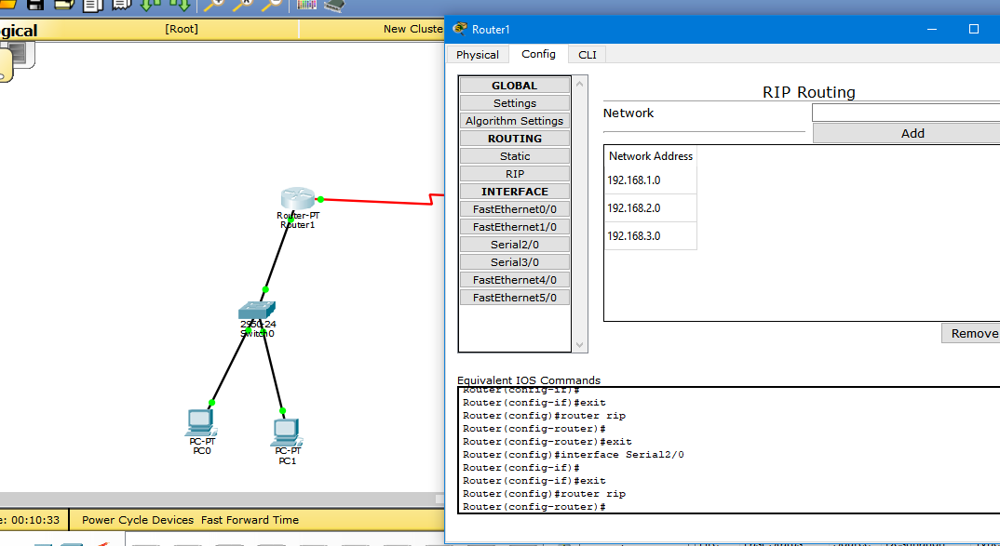 gical
[Root]
New Cluste
Router-PT
Router1
2950-24
Switch0
PC-PT
PC0
PC-PT
PC1
e: 00:10:33
Power Cycle Devices Fast Forward Time
Router1
Physical
Config
CLI
GLOBAL
Settings
Algorithm Settings
ROUTING
Static
RIP
INTERFACE
FastEthernet0/0
FastEthernet1/0
Serial2/0
Serial3/0
FastEthernet4/0
FastEthernet5/0
RIP Routing
Network
Add
Network Address
192.168.1.0
192.168.2.0
192.168.3.0
Remove
Equivalent IOS Commands
Router(config-if)#
Router(config-if)#exit
Router(config)#router rip
Router(config-router)#
Router(config-router)#exit
Router(config)#interface Serial2/0
Router(config-if)#
Router(config-if)#exit
Router(config)#router rip
Router(config-router)#